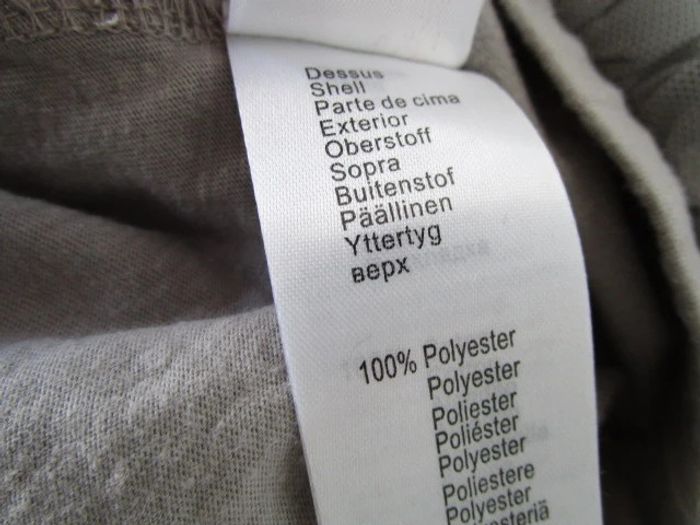 Dessus
Shell
Parte de cima
Exterior
Oberstoff
Sopra
Buitenstof
Päällinen
Yttertyg
верх
100% Polyester
Polyester
Poliester
Poliéster
Polyester
Poliestere
Polyester
Polyesteriä